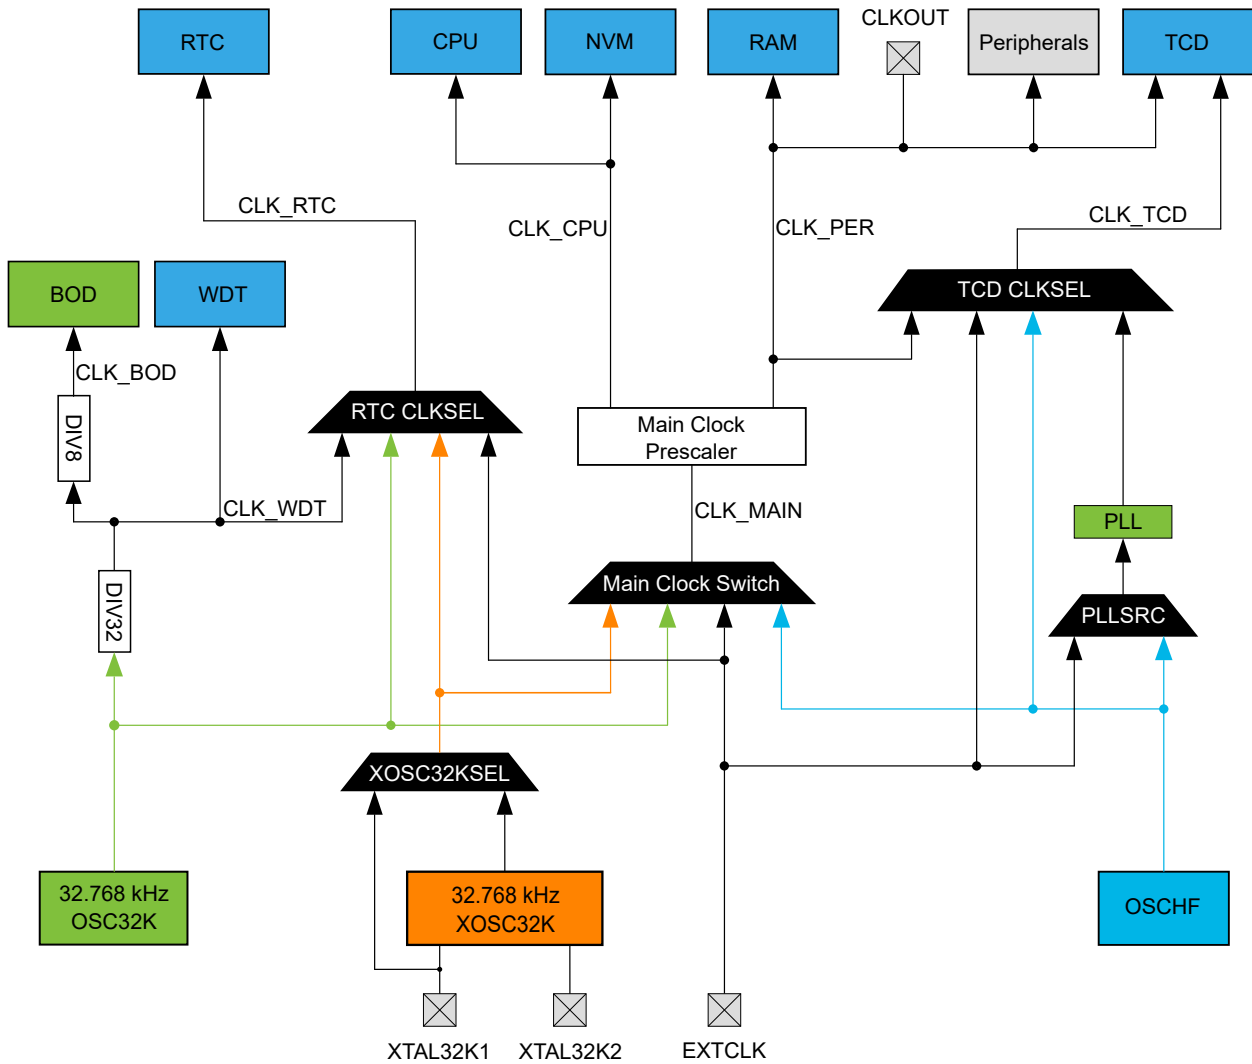 CLKOUT
RTC
CPU
NVM
RAM
Peripherals
TCD
CLK_RTC
CLK_CPU
CLK_PER
CLK_TCD
BOD
WDT
TCD CLKSEL
CLK_BOD
DIV8
RTC CLKSEL
Main Clock
Prescaler
CLK_WDT
CLK_MAIN
PLL
DIV32
Main Clock Switch
PLLSRC
XOSC32KSEL
32.768 kHz
OSC32K
32.768 kHz
XOSC32K
OSCHF
XTAL32K1
XTAL32K2
EXTCLK